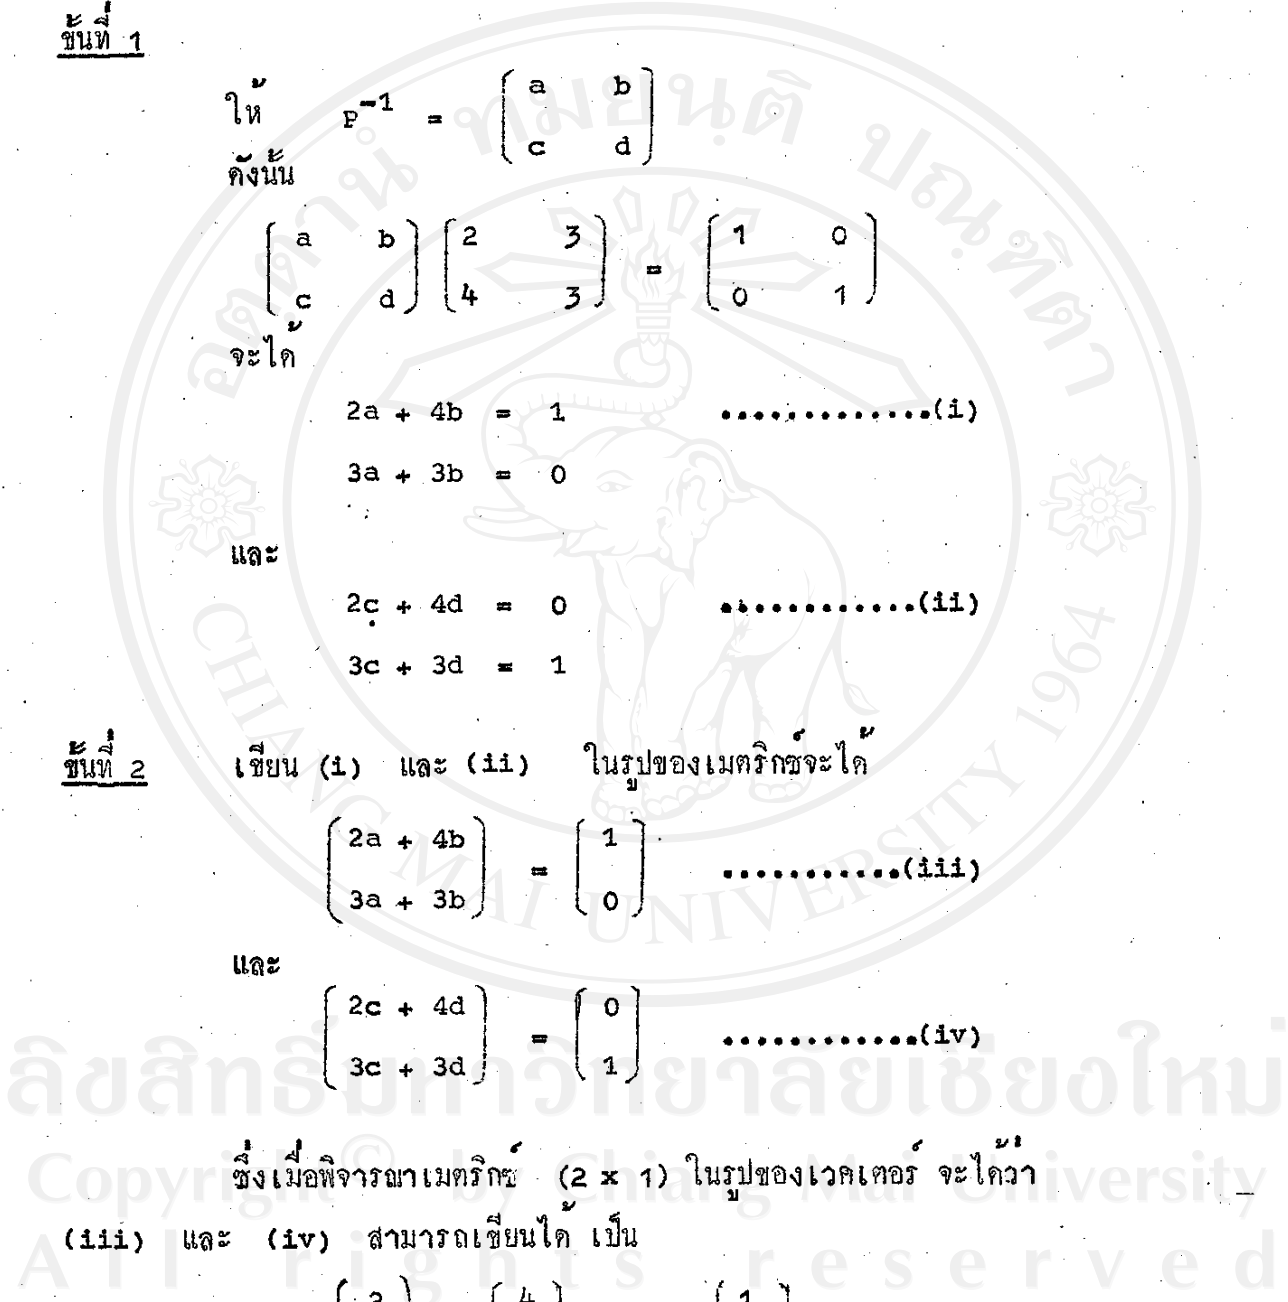 ขั้นที่ 1
ให้ P⁻¹ = ( a b
c d )
ดังนั้น
( a b ) ( 2 3 ) = ( 1 0 )
( c d ) ( 4 3 ) ( 0 1 )
จะได้
2a + 4b = 1 .............(i)
3a + 3b = 0
และ
2c + 4d = 0 ............(ii)
3c + 3d = 1
ขั้นที่ 2 เขียน (i) และ (ii) ในรูปของเมตริกซ์จะได้
( 2a + 4b ) = ( 1 ) ...........(iii)
( 3a + 3b ) ( 0 )
และ
( 2c + 4d ) = ( 0 ) ............(iv)
( 3c + 3d ) ( 1 )
ซึ่งเมื่อพิจารณาเมตริกซ์ (2 x 1) ในรูปของเวคเตอร์ จะได้ว่า
(iii) และ (iv) สามารถเขียนได้ เป็น
CHIANG MAI UNIVERSITY 1964
ลิขสิทธิ์มหาวิทยาลัยเชียงใหม่
Copyright © by Chiang Mai University
All rights reserved